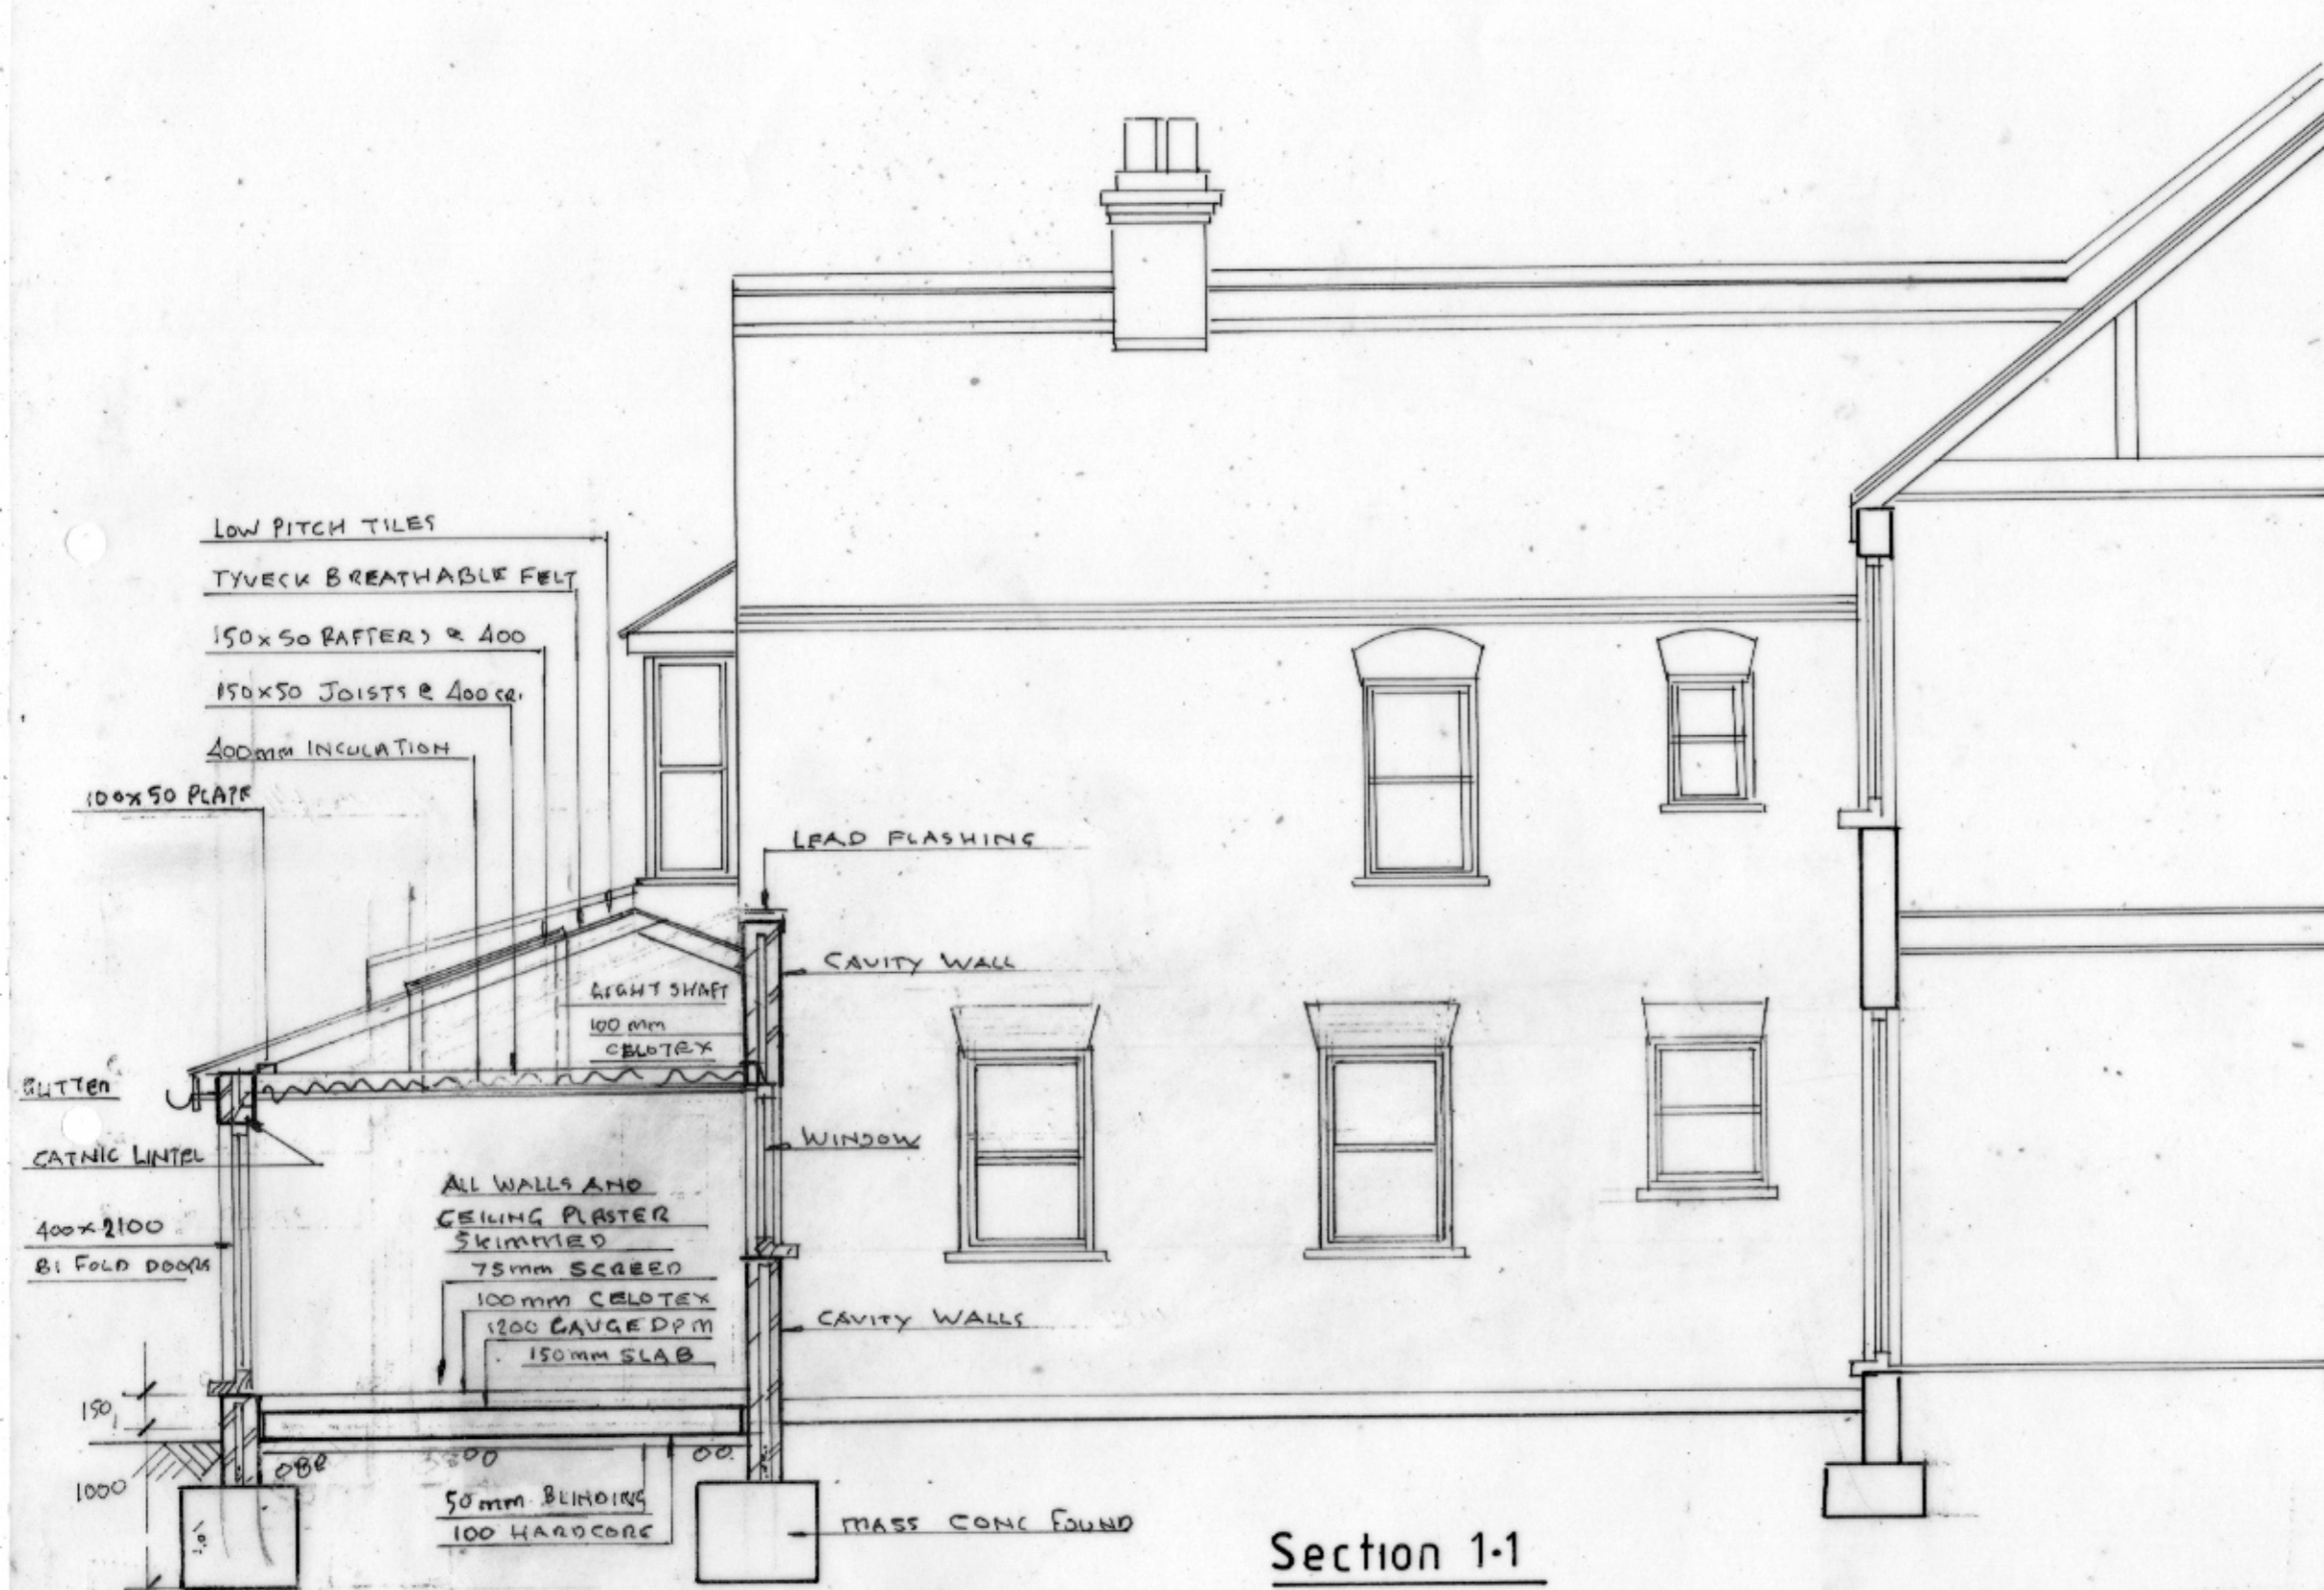 LOW PITCH TILES
TYVECK BREATHABLE FELT
150x50 RAFTERS @ 400
150x50 JOISTS @ 400 CR.
400mm INCULATION
100x50 PLATE
LEAD FLASHING
CAVITY WALL
LIGHT SHAFT
100 mm
CELOTEX
GUTTER
CATNIC LINTEL
WINDOW
400x2100
BI FOLD DOORS
ALL WALLS AND
CEILING PLASTER
SKIMMED
75mm SCREED
100mm CELOTEX
1200 GAUGE DPM
150mm SLAB
CAVITY WALLS
150
1000
50mm BLINDING
100 HARDCORE
MASS CONC FOUND
Section 1·1